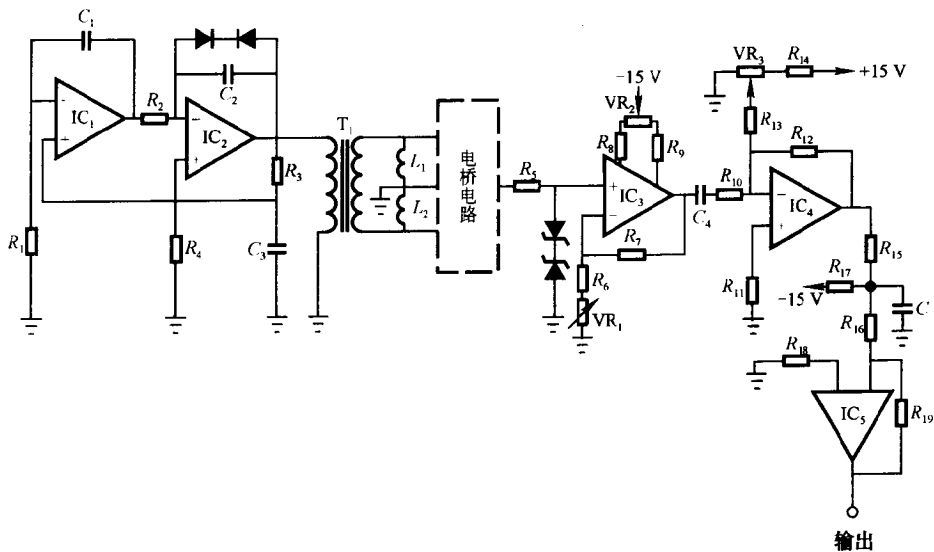 C₁
IC₁
R₂
C₂
IC₂
R₁
R₄
R₃
C₃
T₁
L₁
L₂
电桥电路
R₅
−15 V
VR₂
R₈
R₉
IC₃
R₇
R₆
VR₁
C₄
R₁₀
VR₃
R₁₄
+15 V
R₁₃
R₁₂
IC₄
R₁₁
R₁₅
R₁₇
−15 V
C
R₁₆
R₁₈
IC₅
R₁₉
输出